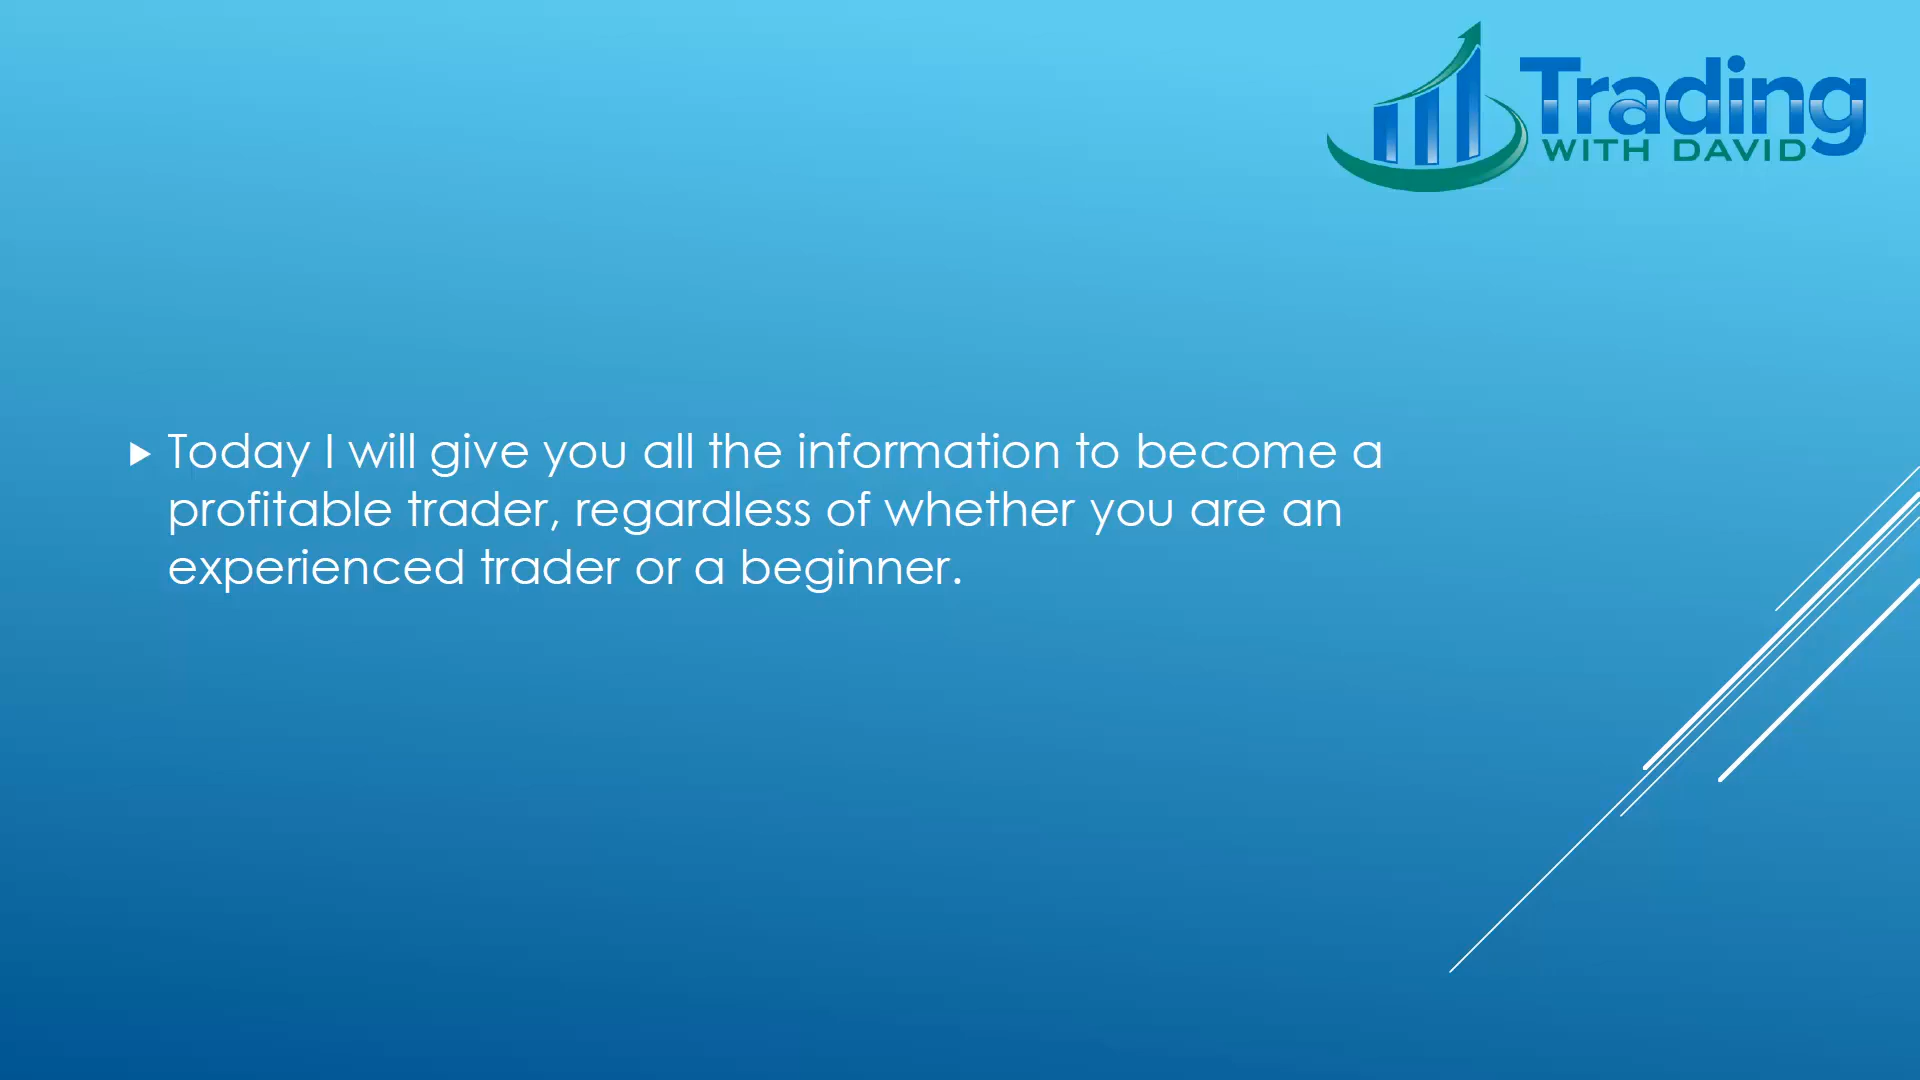 Trading
WITH DAVID
Today I will give you all the information to become a
profitable trader, regardless of whether you are an
experienced trader or a beginner.